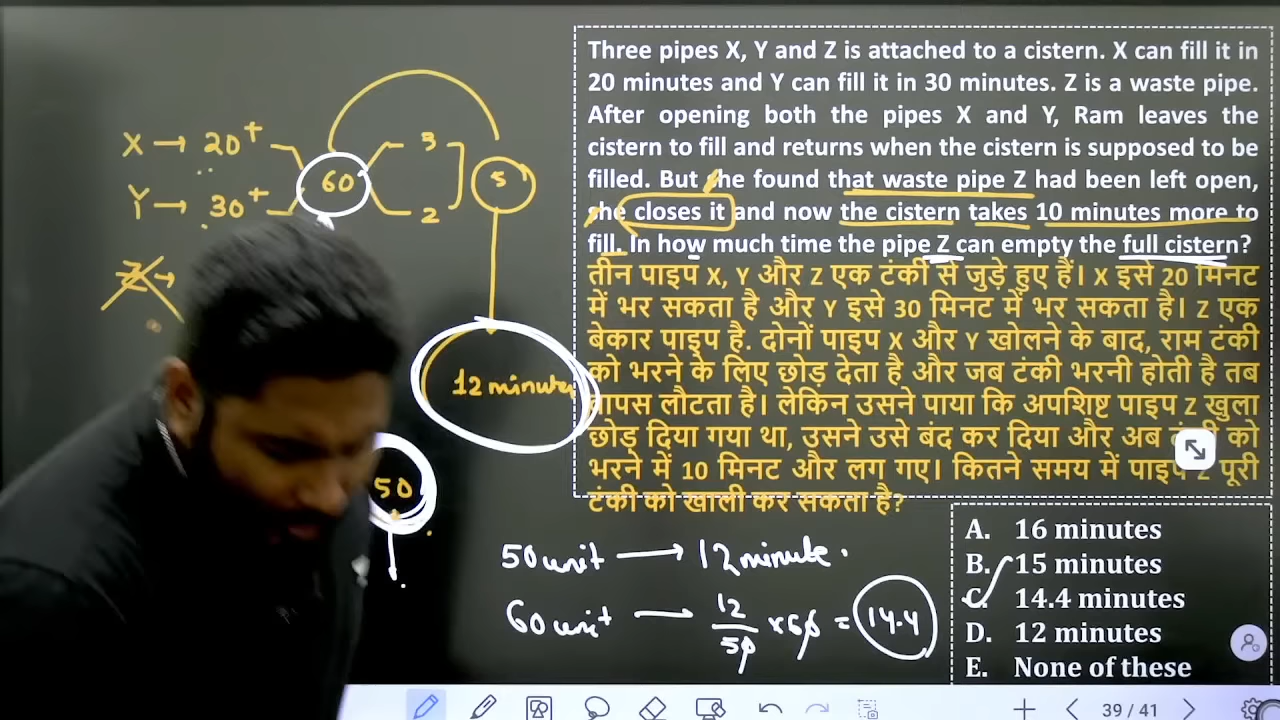 Three pipes X, Y and Z is attached to a cistern. X can fill it in
20 minutes and Y can fill it in 30 minutes. Z is a waste pipe.
After opening both the pipes X and Y, Ram leaves the
cistern to fill and returns when the cistern is supposed to be
filled. But he found that waste pipe Z had been left open,
he closes it and now the cistern takes 10 minutes more to
fill. In how much time the pipe Z can empty the full cistern?
तीन पाइप X, Y और Z एक टंकी से जुड़े हुए हैं। X इसे 20 मिनट
में भर सकता है और Y इसे 30 मिनट में भर सकता है। Z एक
बेकार पाइप है. दोनों पाइप X और Y खोलने के बाद, राम टंकी
को भरने के लिए छोड़ देता है और जब टंकी भरनी होती है तब
वापस लौटता है। लेकिन उसने पाया कि अपशिष्ट पाइप Z खुला
छोड़ दिया गया था, उसने उसे बंद कर दिया और अब को
भरने में 10 मिनट और लग गए। कितने समय में पाइप Z पूरी
टंकी को खाली कर सकता है?
X → 20+
Y → 30+
Z →
60
3
2
5
12 minutes
50
50 unit → 12 minute.
60 unit → 12/50 × 60 = 14.4
A. 16 minutes
B. 15 minutes
C. 14.4 minutes
D. 12 minutes
E. None of these
39 / 41